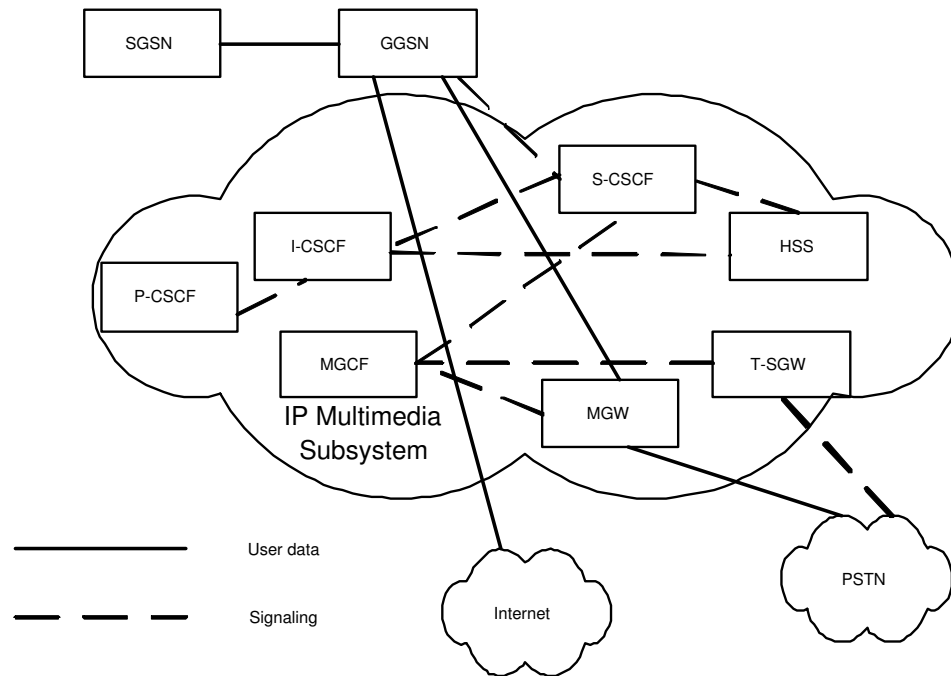 SGSN
GGSN
S-CSCF
I-CSCF
HSS
P-CSCF
MGCF
T-SGW
IP Multimedia
Subsystem
MGW
User data
PSTN
Signaling
Internet